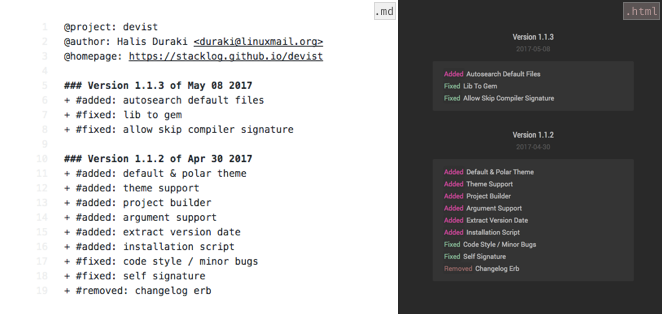 .md
1 @project: devist
2 @author: Halis Duraki <duraki@linuxmail.org>
3 @homepage: https://stacklog.github.io/devist
4
5 ### Version 1.1.3 of May 08 2017
6 + #added: autosearch default files
7 + #fixed: lib to gem
8 + #fixed: allow skip compiler signature
9
10 ### Version 1.1.2 of Apr 30 2017
11 + #added: default & polar theme
12 + #added: theme support
13 + #added: project builder
14 + #added: argument support
15 + #added: extract version date
16 + #added: installation script
17 + #fixed: code style / minor bugs
18 + #fixed: self signature
19 + #removed: changelog erb
.html
Version 1.1.3
2017-05-08
Added Autosearch Default Files
Fixed Lib To Gem
Fixed Allow Skip Compiler Signature
Version 1.1.2
2017-04-30
Added Default & Polar Theme
Added Theme Support
Added Project Builder
Added Argument Support
Added Extract Version Date
Added Installation Script
Fixed Code Style / Minor Bugs
Fixed Self Signature
Removed Changelog Erb